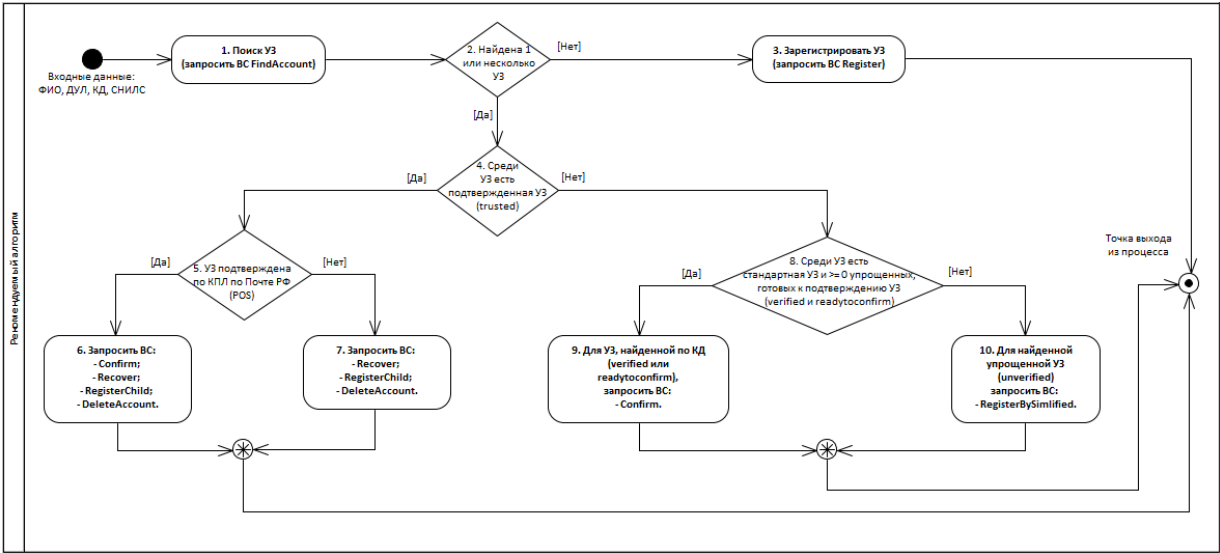 Рекомендуемый алгоритм
Входные данные:
ФИО, ДУЛ, КД, СНИЛС
1. Поиск УЗ
(запросить ВС FindAccount)
2. Найдена 1
или несколько
УЗ
[Нет]
3. Зарегистрировать УЗ
(запросить ВС Register)
[Да]
4. Среди
УЗ есть
подтвержденная УЗ
(trusted)
[Да]
[Нет]
Точка выхода
из процесса
5. УЗ подтверждена
по КПЛ по Почте РФ
(POS)
[Да]
[Нет]
8. Среди УЗ есть
стандартная УЗ и >= 0 упрощенных,
готовых к подтверждению УЗ
(verified и readytoconfirm)
[Да]
[Нет]
6. Запросить ВС:
- Confirm;
- Recover;
- RegisterChild;
- DeleteAccount.
7. Запросить ВС:
- Recover;
- RegisterChild;
- DeleteAccount.
9. Для УЗ, найденной по КД
(verified или
readytoconfirm),
запросить ВС:
- Confirm.
10. Для найденной
упрощенной УЗ
(unverified)
запросить ВС:
- RegisterBySimlified.